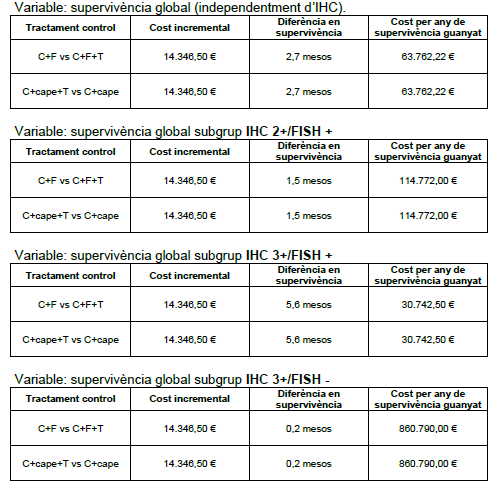 Variable: supervivència global (independentment d'IHC).
Tractament control Cost incremental Diferència en supervivència Cost per any de supervivència guanyat
C+F vs C+F+T 14.346,50 € 2,7 mesos 63.762,22 €
C+cape+T vs C+cape 14.346,50 € 2,7 mesos 63.762,22 €
Variable: supervivència global subgrup IHC 2+/FISH +
Tractament control Cost incremental Diferència en supervivència Cost per any de supervivència guanyat
C+F vs C+F+T 14.346,50 € 1,5 mesos 114.772,00 €
C+cape+T vs C+cape 14.346,50 € 1,5 mesos 114.772,00 €
Variable: supervivència global subgrup IHC 3+/FISH +
Tractament control Cost incremental Diferència en supervivència Cost per any de supervivència guanyat
C+F vs C+F+T 14.346,50 € 5,6 mesos 30.742,50 €
C+cape+T vs C+cape 14.346,50 € 5,6 mesos 30.742,50 €
Variable: supervivència global subgrup IHC 3+/FISH -
Tractament control Cost incremental Diferència en supervivència Cost per any de supervivència guanyat
C+F vs C+F+T 14.346,50 € 0,2 mesos 860.790,00 €
C+cape+T vs C+cape 14.346,50 € 0,2 mesos 860.790,00 €